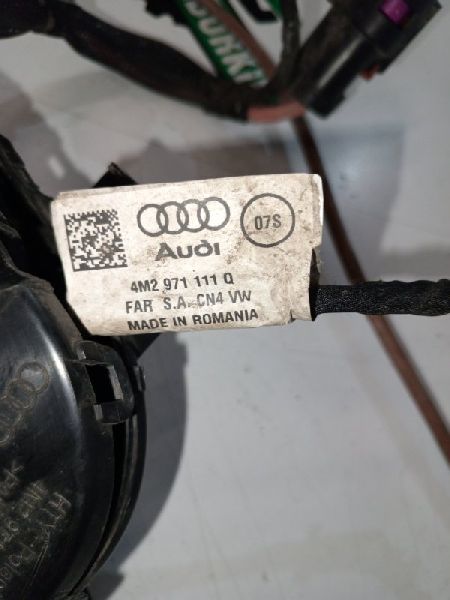 07S
Audi
4M2 971 111 Q
FAR S.A. CN4 VW
MADE IN ROMANIA